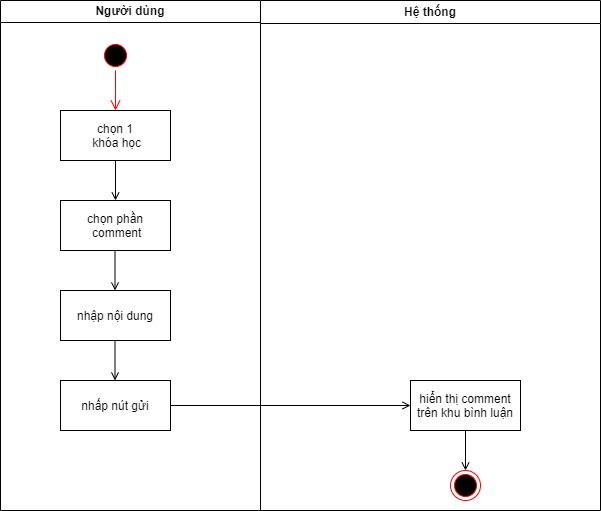 Người dùng
Hệ thống
chọn 1
khóa học
chọn phần
comment
nhập nội dung
nhấp nút gửi
hiển thị comment
trên khu bình luận